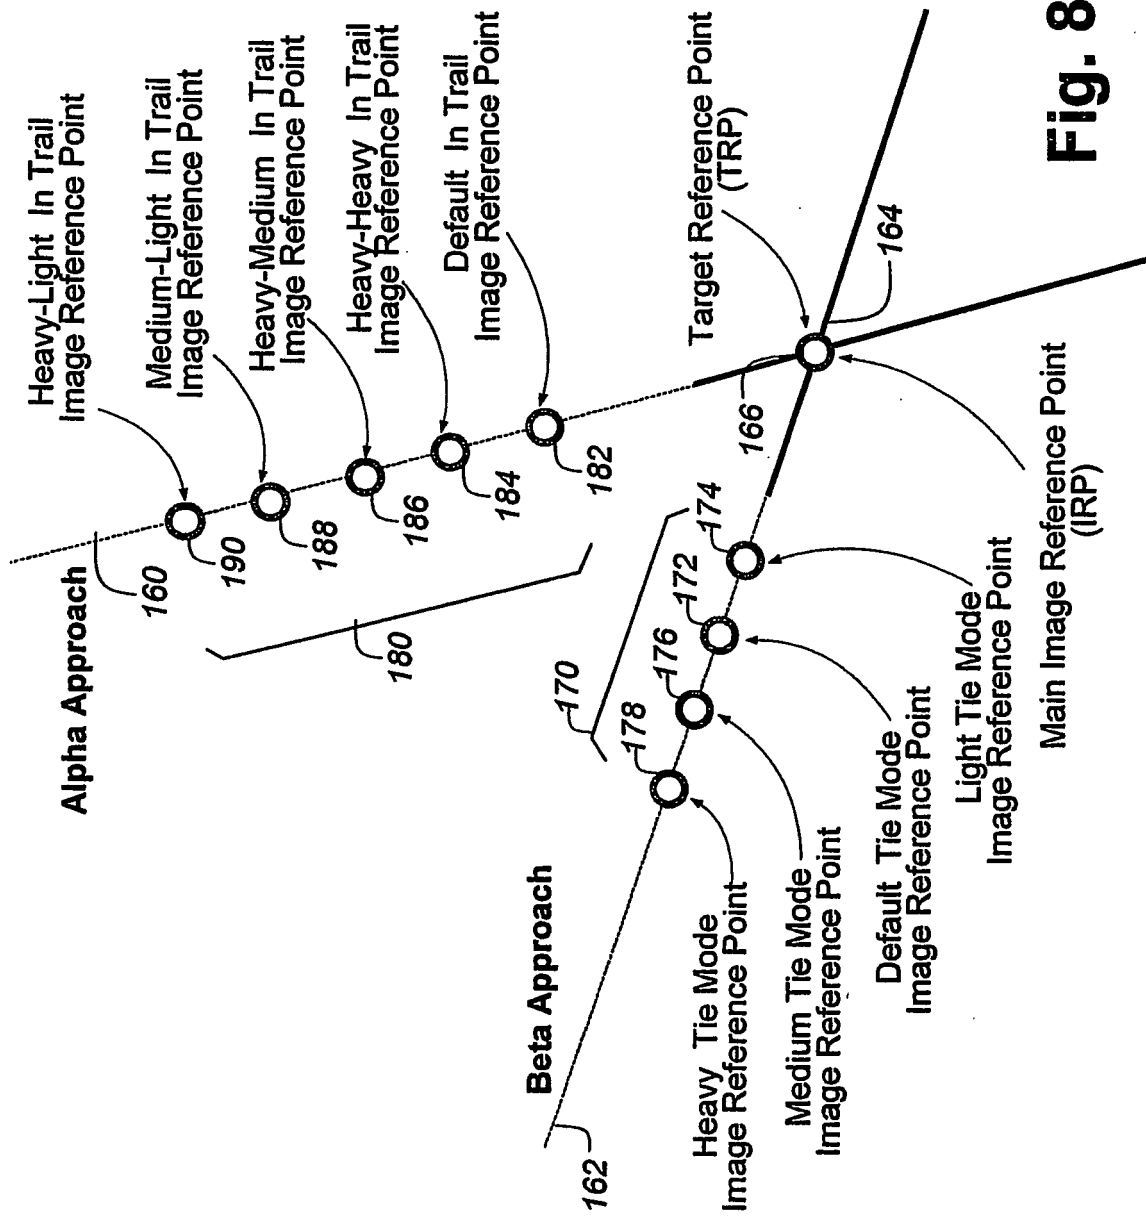 Alpha Approach
160
Heavy-Light In Trail
Image Reference Point
190
Medium-Light In Trail
Image Reference Point
188
Heavy-Medium In Trail
Image Reference Point
186
Heavy-Heavy In Trail
Image Reference Point
184
Default In Trail
Image Reference Point
182
180
Beta Approach
162
170
178
176
172
174
Heavy Tie Mode
Image Reference Point
Medium Tie Mode
Image Reference Point
Default Tie Mode
Image Reference Point
Light Tie Mode
Image Reference Point
166
164
Target Reference Point
(TRP)
Main Image Reference Point
(IRP)
Fig. 8